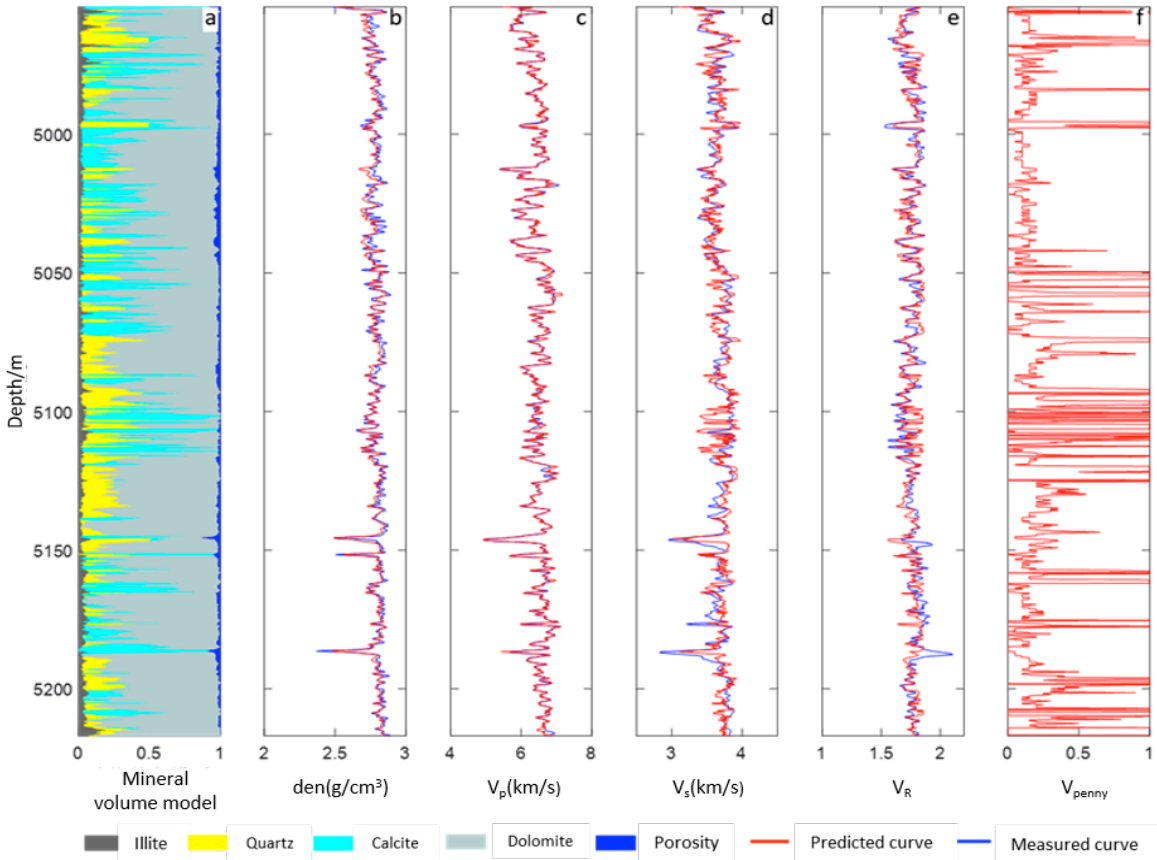 a b c d e f
5000
5050
5100
5150
5200
Depth/m
0 0.5 1 2 2.5 3 4 6 8 3 4 1 1.5 2 0 0.5 1
Mineral
volume model
den(g/cm³)
Vp(km/s)
Vs(km/s)
VR
Vpenny
Illite Quartz Calcite Dolomite Porosity Predicted curve Measured curve